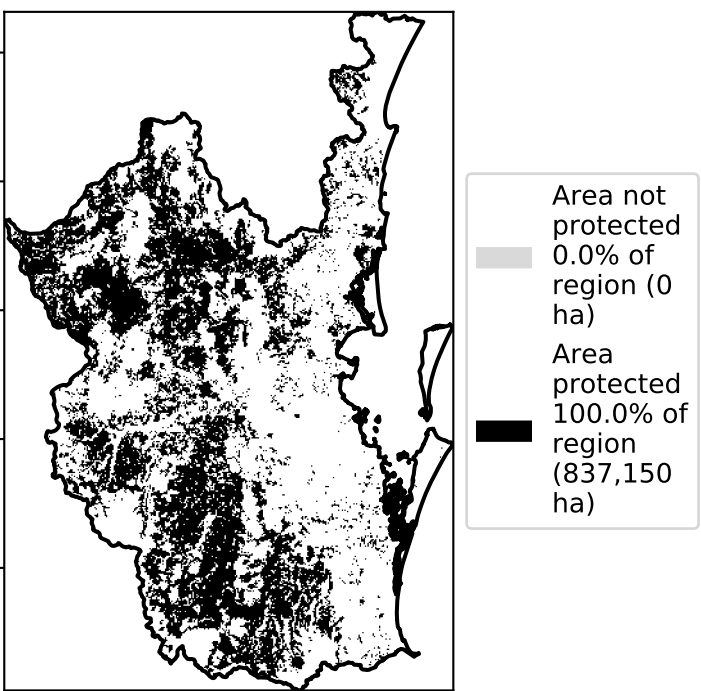 Area not
protected
0.0% of
region (0
ha)
Area
protected
100.0% of
region
(837,150
ha)